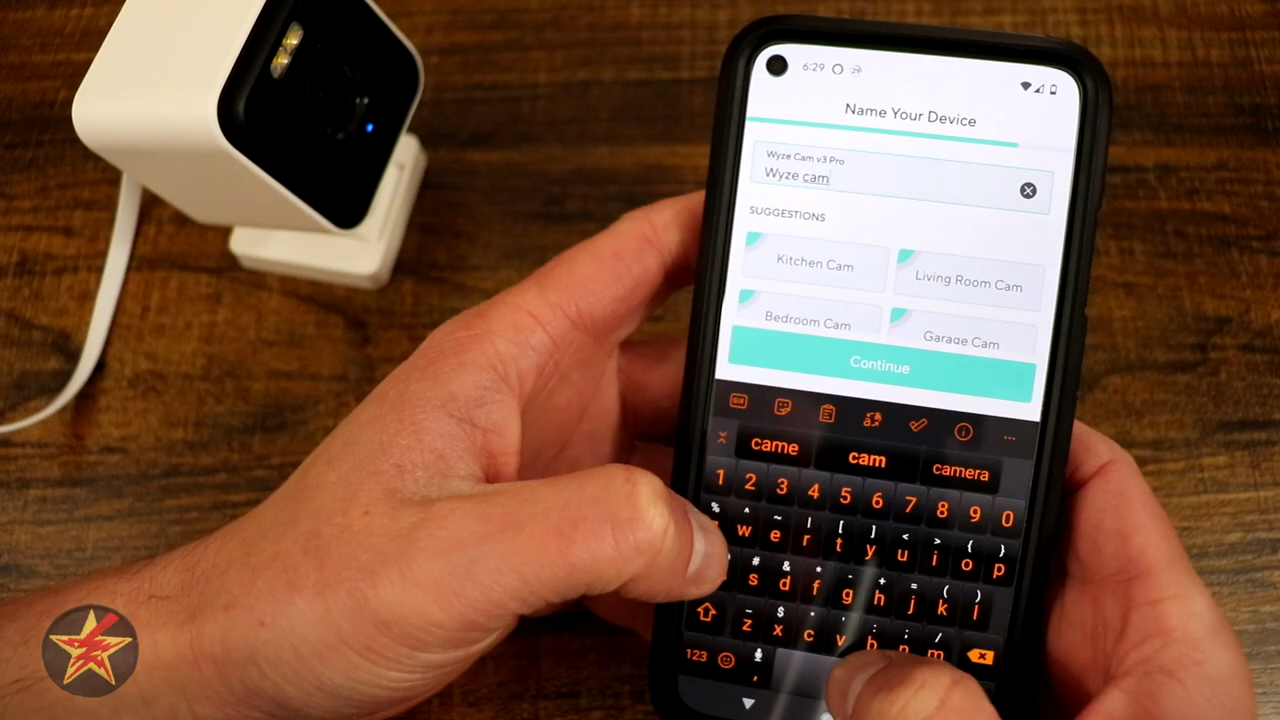 6:29
Name Your Device
Wyze Cam v3 Pro
Wyze cam
SUGGESTIONS
Kitchen Cam
Living Room Cam
Bedroom Cam
Garage Cam
Continue
GIF
came cam camera
1 2 3 4 5 6 7 8 9 0
% ^ ~ | [ ] < > { }
w e r t y u i o p
# & * - + = ( )
s d f g h j k l
_ $ " ' : ; /
z x c v b n m
123 ,